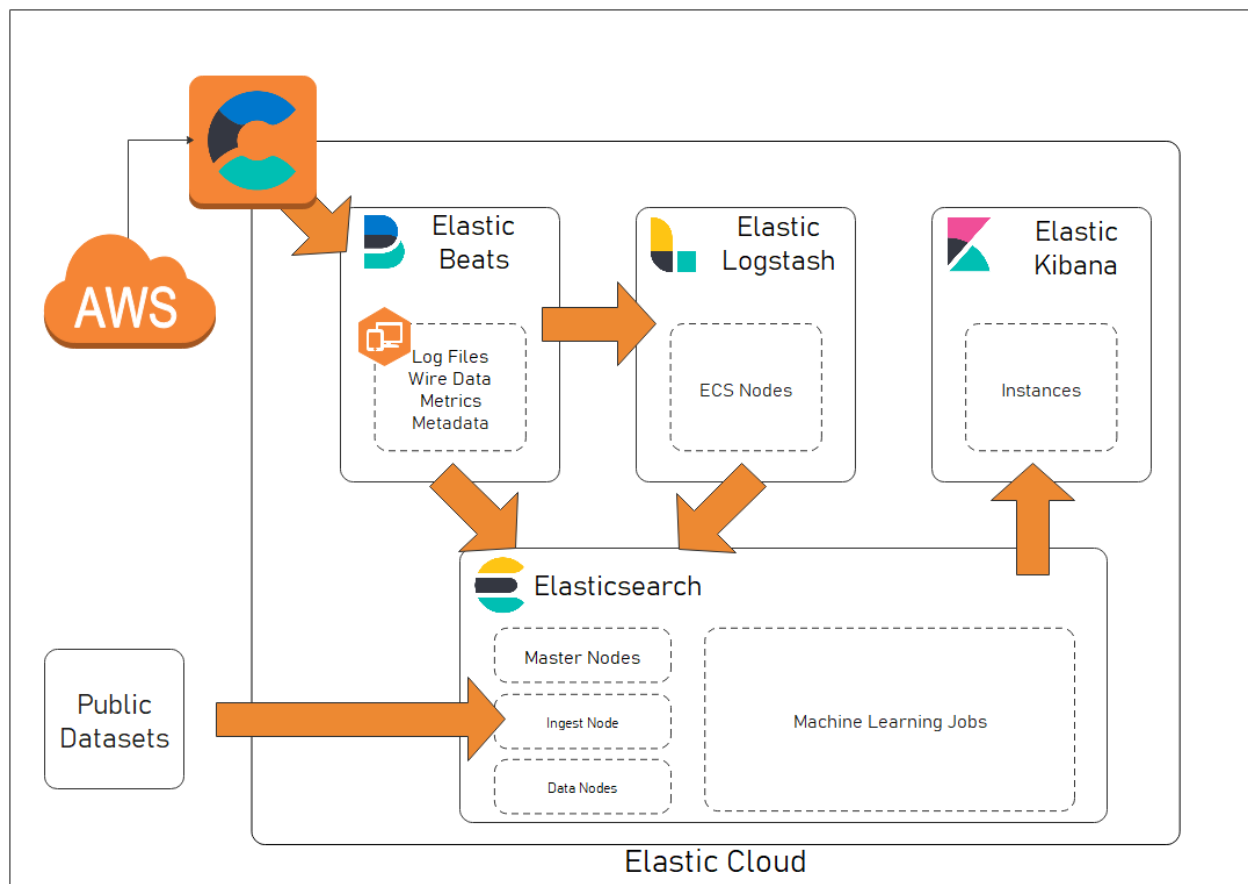 AWS
Elastic
Beats
Log Files
Wire Data
Metrics
Metadata
Elastic
Logstash
ECS Nodes
Elastic
Kibana
Instances
Elasticsearch
Master Nodes
Ingest Node
Data Nodes
Machine Learning Jobs
Public
Datasets
Elastic Cloud